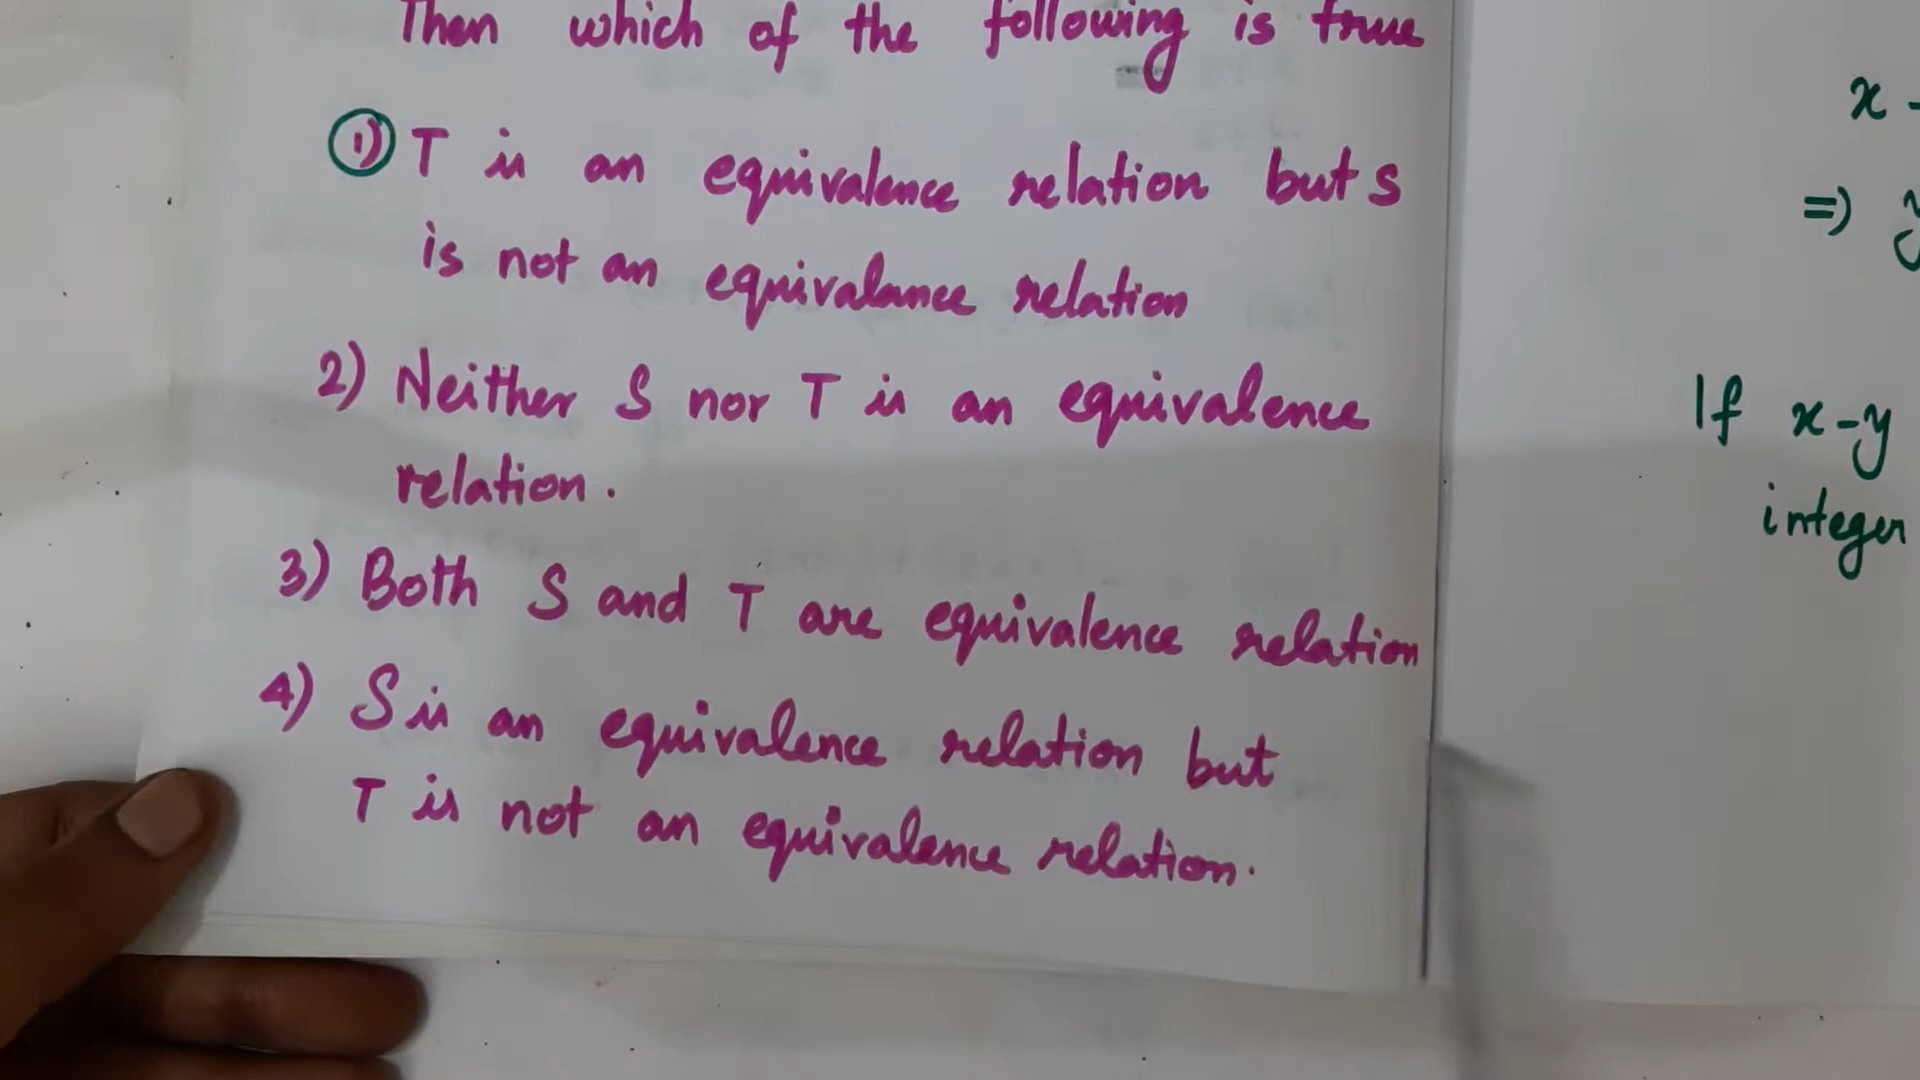 Then which of the following is true
1) T is an equivalence relation but S
is not an equivalance relation
2) Neither S nor T is an equivalence
relation.
3) Both S and T are equivalence relation
4) S is an equivalence relation but
T is not an equivalence relation.
x -
=) y
If x-y
integer